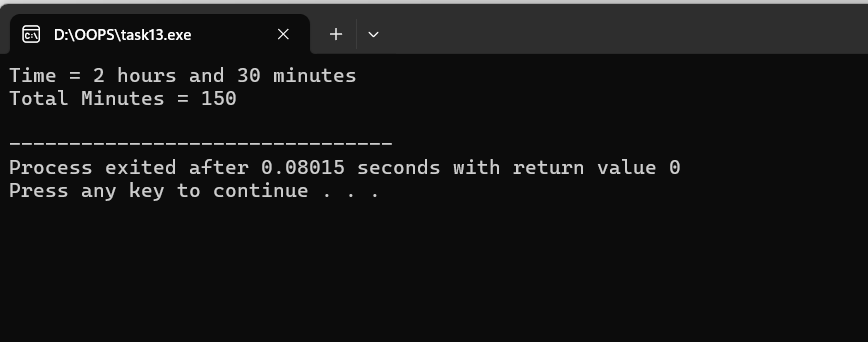 D:\OOPS\task13.exe
Time = 2 hours and 30 minutes
Total Minutes = 150
--------------------------------
Process exited after 0.08015 seconds with return value 0
Press any key to continue . . .